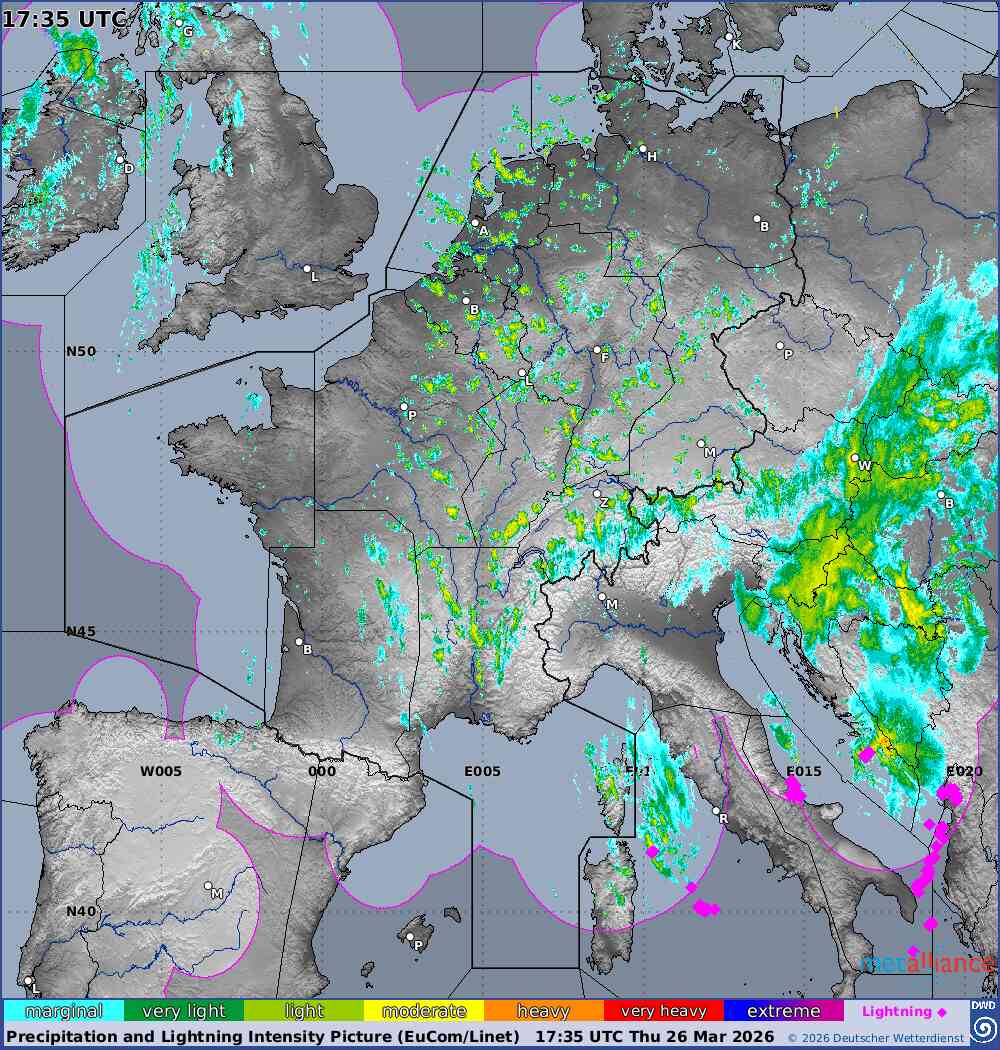 17:35 UTC
G
K
D
H
A
B
L
B
N50
F
P
L
P
M
W
Z
B
M
N45
B
W005
000
E005
E015
E020
R
M
N40
P
L
metalliance
marginal very light light moderate heavy very heavy extreme Lightning
DWD
Precipitation and Lightning Intensity Picture (EuCom/Linet) 17:35 UTC Thu 26 Mar 2026 © 2026 Deutscher Wetterdienst